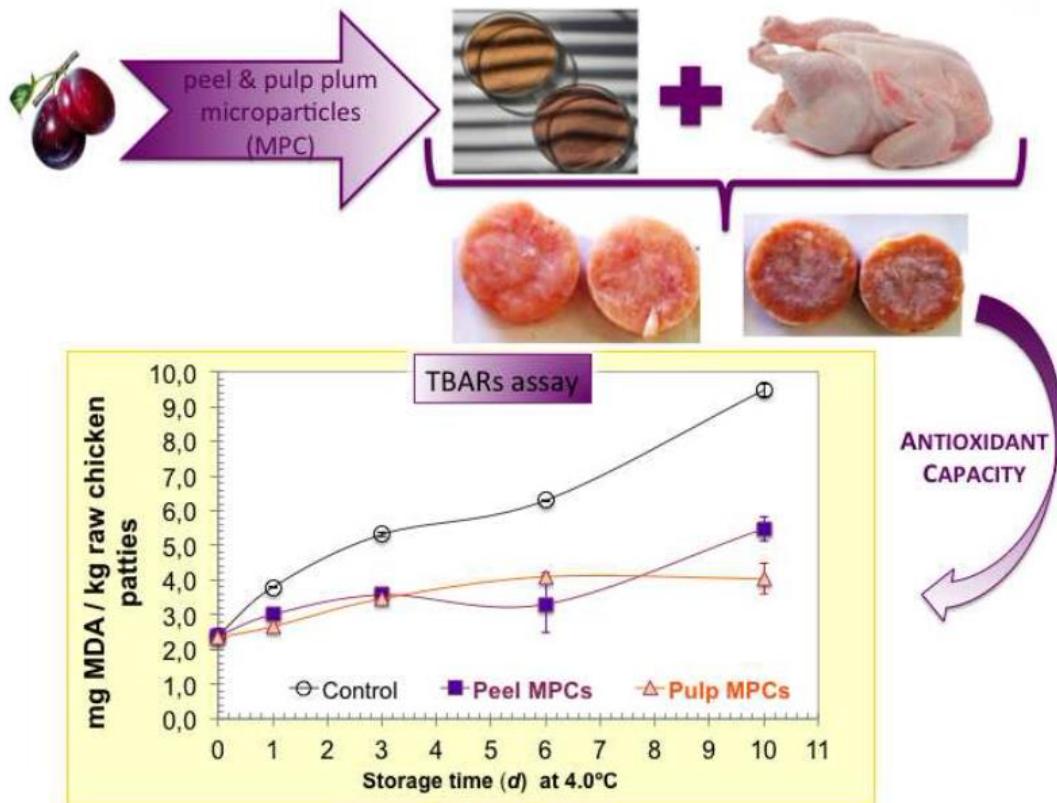 peel & pulp plum
microparticles
(MPC)
TBARs assay
ANTIOXIDANT
CAPACITY
mg MDA / kg raw chicken
patties
10,0
9,0
8,0
7,0
6,0
5,0
4,0
3,0
2,0
1,0
0,0
Control
Peel MPCs
Pulp MPCs
0 1 2 3 4 5 6 7 8 9 10 11
Storage time (d) at 4.0ºC